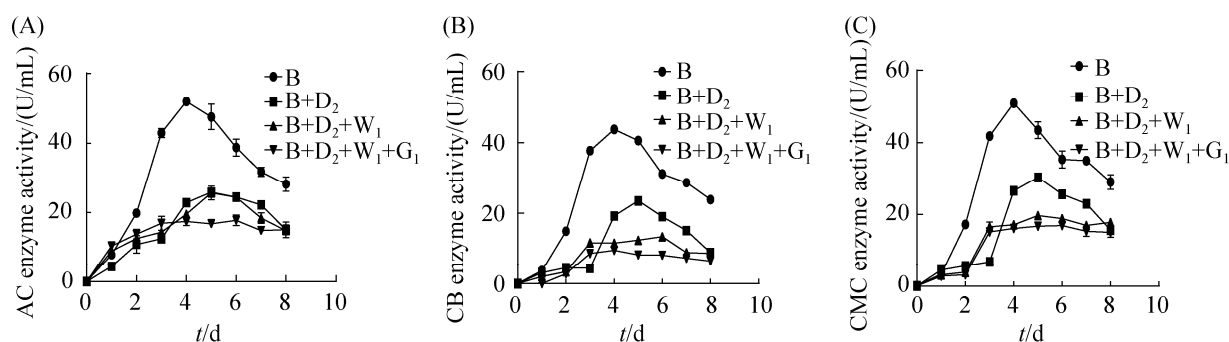 (A)
AC enzyme activity/(U/mL)
60
40
20
0
0 2 4 6 8 10
t/d
B
B+D₂
B+D₂+W₁
B+D₂+W₁+G₁
(B)
CB enzyme activity/(U/mL)
60
40
20
0
0 2 4 6 8 10
t/d
B
B+D₂
B+D₂+W₁
B+D₂+W₁+G₁
(C)
CMC enzyme activity/(U/mL)
60
40
20
0
0 2 4 6 8 10
t/d
B
B+D₂
B+D₂+W₁
B+D₂+W₁+G₁